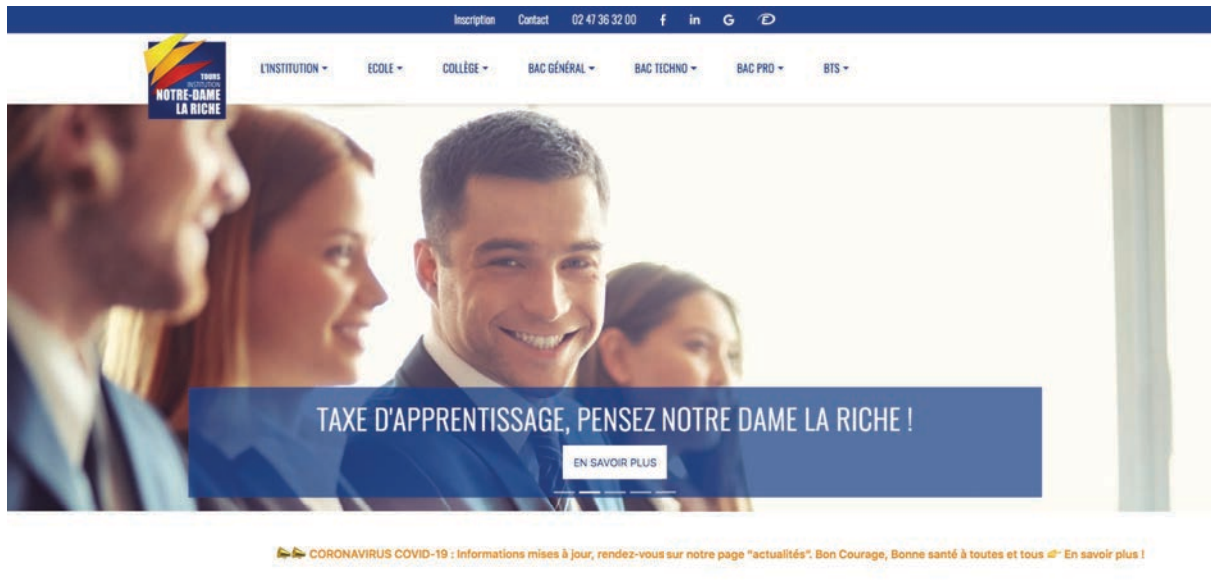 Inscription Contact 02 47 36 32 00 f in G
TOURS
INSTITUTION
NOTRE-DAME
LA RICHE
L'INSTITUTION ECOLE COLLÈGE BAC GÉNÉRAL BAC TECHNO BAC PRO BTS
TAXE D'APPRENTISSAGE, PENSEZ NOTRE DAME LA RICHE !
EN SAVOIR PLUS
CORONAVIRUS COVID-19 : Informations mises à jour, rendez-vous sur notre page "actualités". Bon Courage, Bonne santé à toutes et tous 👉 En savoir plus !